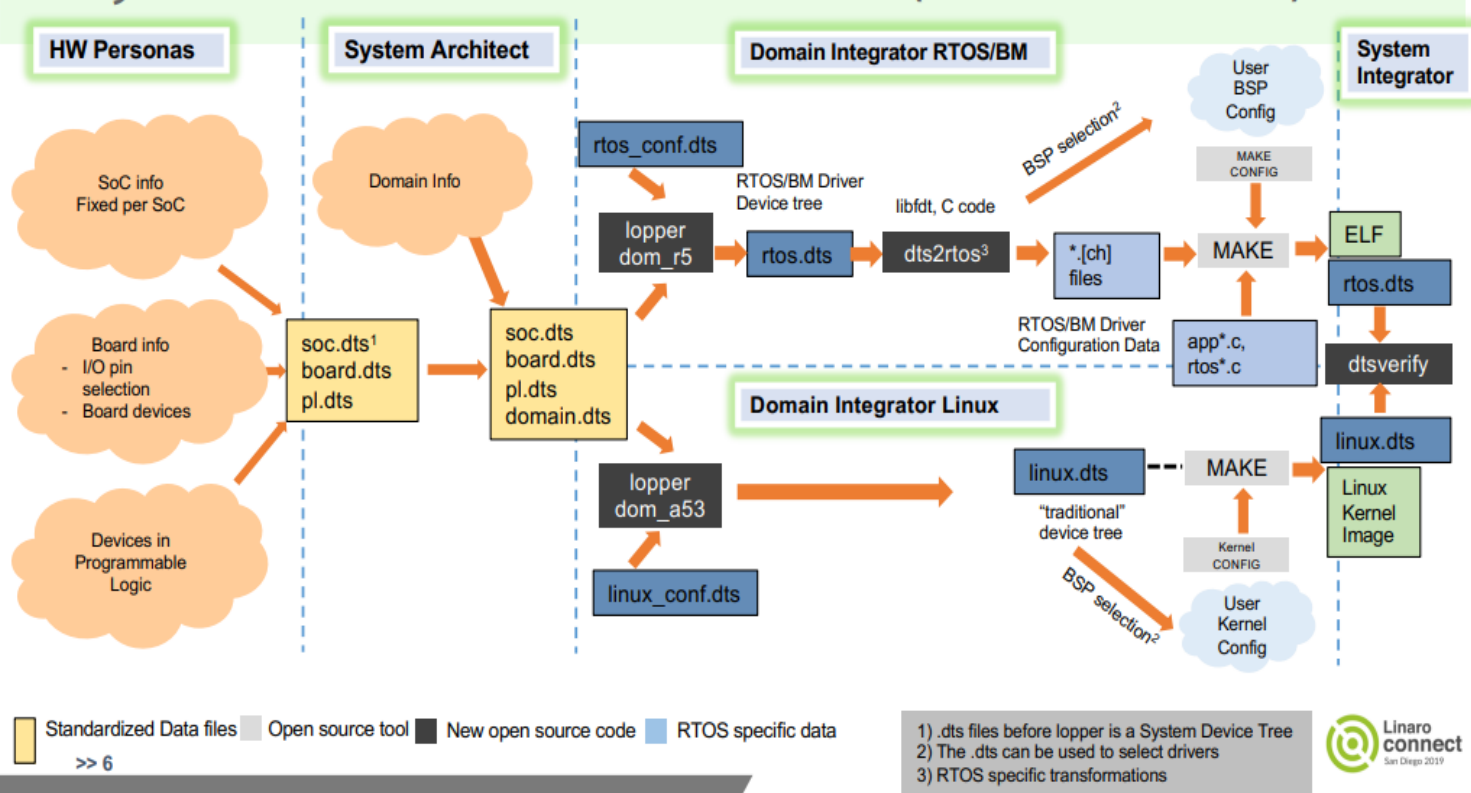 HW Personas
System Architect
Domain Integrator RTOS/BM
System
Integrator
SoC info
Fixed per SoC
Board info
- I/O pin
selection
- Board devices
Devices in
Programmable
Logic
soc.dts1
board.dts
pl.dts
Domain Info
soc.dts
board.dts
pl.dts
domain.dts
rtos_conf.dts
lopper
dom_r5
RTOS/BM Driver
Device tree
rtos.dts
libfdt, C code
dts2rtos3
BSP selection2
User
BSP
Config
MAKE
CONFIG
*.[ch]
files
MAKE
RTOS/BM Driver
Configuration Data
app*.c,
rtos*.c
ELF
rtos.dts
dtsverify
Domain Integrator Linux
lopper
dom_a53
linux_conf.dts
linux.dts
"traditional"
device tree
BSP selection2
MAKE
Kernel
CONFIG
User
Kernel
Config
linux.dts
Linux
Kernel
Image
Standardized Data files
Open source tool
New open source code
RTOS specific data
>> 6
1) .dts files before lopper is a System Device Tree
2) The .dts can be used to select drivers
3) RTOS specific transformations
Linaro
connect
San Diego 2019